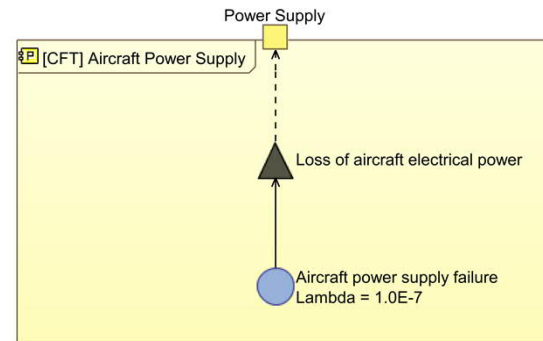 Power Supply
[CFT] Aircraft Power Supply
Loss of aircraft electrical power
Aircraft power supply failure
Lambda = 1.0E-7